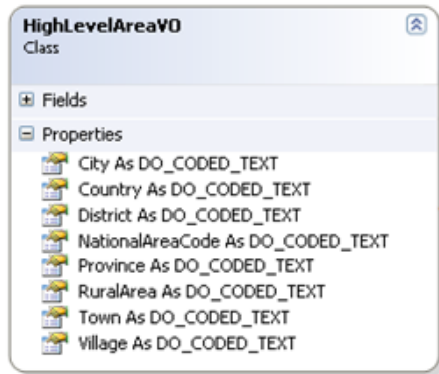 HighLevelAreaVO
Class
Fields
Properties
City As DO_CODED_TEXT
Country As DO_CODED_TEXT
District As DO_CODED_TEXT
NationalAreaCode As DO_CODED_TEXT
Province As DO_CODED_TEXT
RuralArea As DO_CODED_TEXT
Town As DO_CODED_TEXT
Village As DO_CODED_TEXT